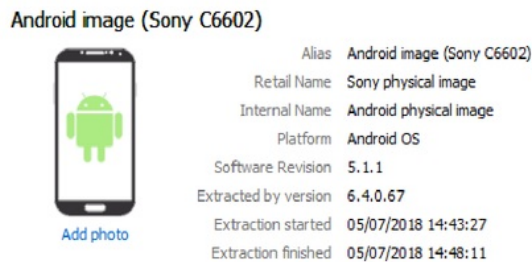 Android image (Sony C6602)
Alias Android image (Sony C6602)
Retail Name Sony physical image
Internal Name Android physical image
Platform Android OS
Software Revision 5.1.1
Extracted by version 6.4.0.67
Extraction started 05/07/2018 14:43:27
Add photo
Extraction finished 05/07/2018 14:48:11